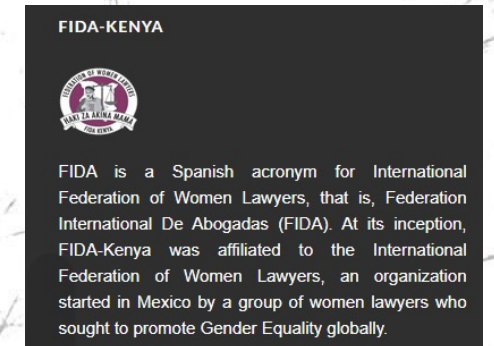 FIDA-KENYA
FEDERATION OF WOMEN LAWYERS
HAKI ZA AKINA MAMA
FIDA KENYA
FIDA is a Spanish acronym for International
Federation of Women Lawyers, that is, Federation
International De Abogadas (FIDA). At its inception,
FIDA-Kenya was affiliated to the International
Federation of Women Lawyers, an organization
started in Mexico by a group of women lawyers who
sought to promote Gender Equality globally.